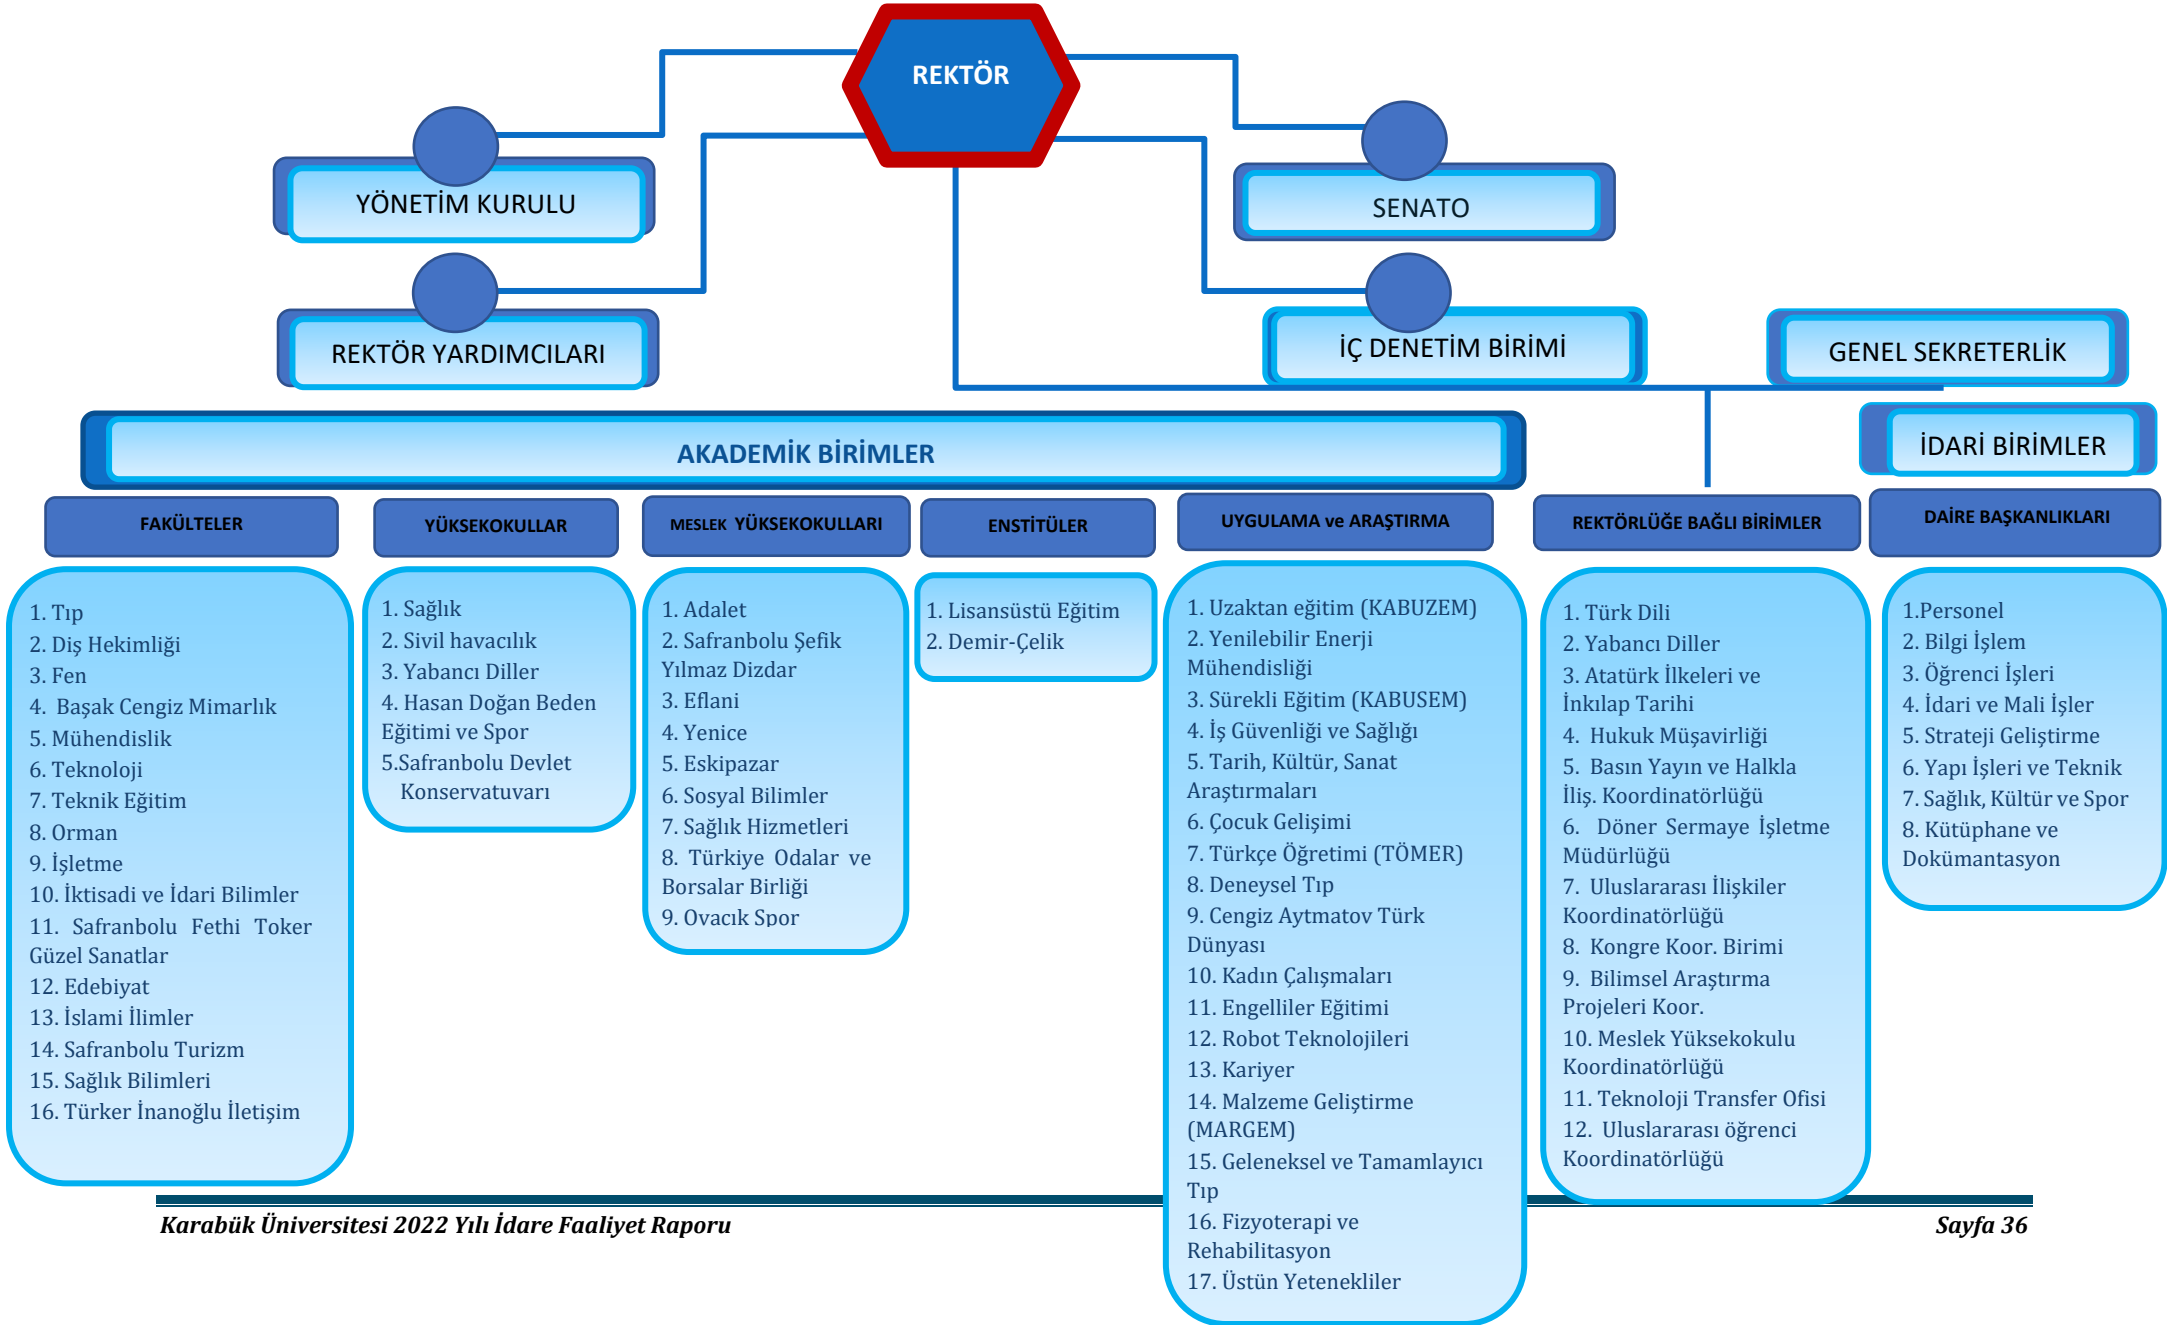 REKTÖR
YÖNETİM KURULU
SENATO
REKTÖR YARDIMCILARI
İÇ DENETİM BİRİMİ
GENEL SEKRETERLİK
AKADEMİK BİRİMLER
İDARİ BİRİMLER
FAKÜLTELER
1. Tıp
2. Diş Hekimliği
3. Fen
4. Başak Cengiz Mimarlık
5. Mühendislik
6. Teknoloji
7. Teknik Eğitim
8. Orman
9. İşletme
10. İktisadi ve İdari Bilimler
11. Safranbolu Fethi Toker
Güzel Sanatlar
12. Edebiyat
13. İslami İlimler
14. Safranbolu Turizm
15. Sağlık Bilimleri
16. Türker İnanoğlu İletişim
YÜKSEKOKULLAR
1. Sağlık
2. Sivil havacılık
3. Yabancı Diller
4. Hasan Doğan Beden
Eğitimi ve Spor
5.Safranbolu Devlet
Konservatuvarı
MESLEK YÜKSEKOKULLARI
1. Adalet
2. Safranbolu Şefik
Yılmaz Dizdar
3. Eflani
4. Yenice
5. Eskipazar
6. Sosyal Bilimler
7. Sağlık Hizmetleri
8. Türkiye Odalar ve
Borsalar Birliği
9. Ovacık Spor
ENSTİTÜLER
1. Lisansüstü Eğitim
2. Demir-Çelik
UYGULAMA ve ARAŞTIRMA
1. Uzaktan eğitim (KABUZEM)
2. Yenilebilir Enerji
Mühendisliği
3. Sürekli Eğitim (KABUSEM)
4. İş Güvenliği ve Sağlığı
5. Tarih, Kültür, Sanat
Araştırmaları
6. Çocuk Gelişimi
7. Türkçe Öğretimi (TÖMER)
8. Deneysel Tıp
9. Cengiz Aytmatov Türk
Dünyası
10. Kadın Çalışmaları
11. Engelliler Eğitimi
12. Robot Teknolojileri
13. Kariyer
14. Malzeme Geliştirme
(MARGEM)
15. Geleneksel ve Tamamlayıcı
Tıp
16. Fizyoterapi ve
Rehabilitasyon
17. Üstün Yetenekliler
REKTÖRLÜĞE BAĞLI BİRİMLER
1. Türk Dili
2. Yabancı Diller
3. Atatürk İlkeleri ve
İnkılap Tarihi
4. Hukuk Müşavirliği
5. Basın Yayın ve Halkla
İliş. Koordinatörlüğü
6. Döner Sermaye İşletme
Müdürlüğü
7. Uluslararası İlişkiler
Koordinatörlüğü
8. Kongre Koor. Birimi
9. Bilimsel Araştırma
Projeleri Koor.
10. Meslek Yüksekokulu
Koordinatörlüğü
11. Teknoloji Transfer Ofisi
12. Uluslararası öğrenci
Koordinatörlüğü
DAİRE BAŞKANLIKLARI
1.Personel
2. Bilgi İşlem
3. Öğrenci İşleri
4. İdari ve Mali İşler
5. Strateji Geliştirme
6. Yapı İşleri ve Teknik
7. Sağlık, Kültür ve Spor
8. Kütüphane ve
Dokümantasyon
Karabük Üniversitesi 2022 Yılı İdare Faaliyet Raporu
Sayfa 36